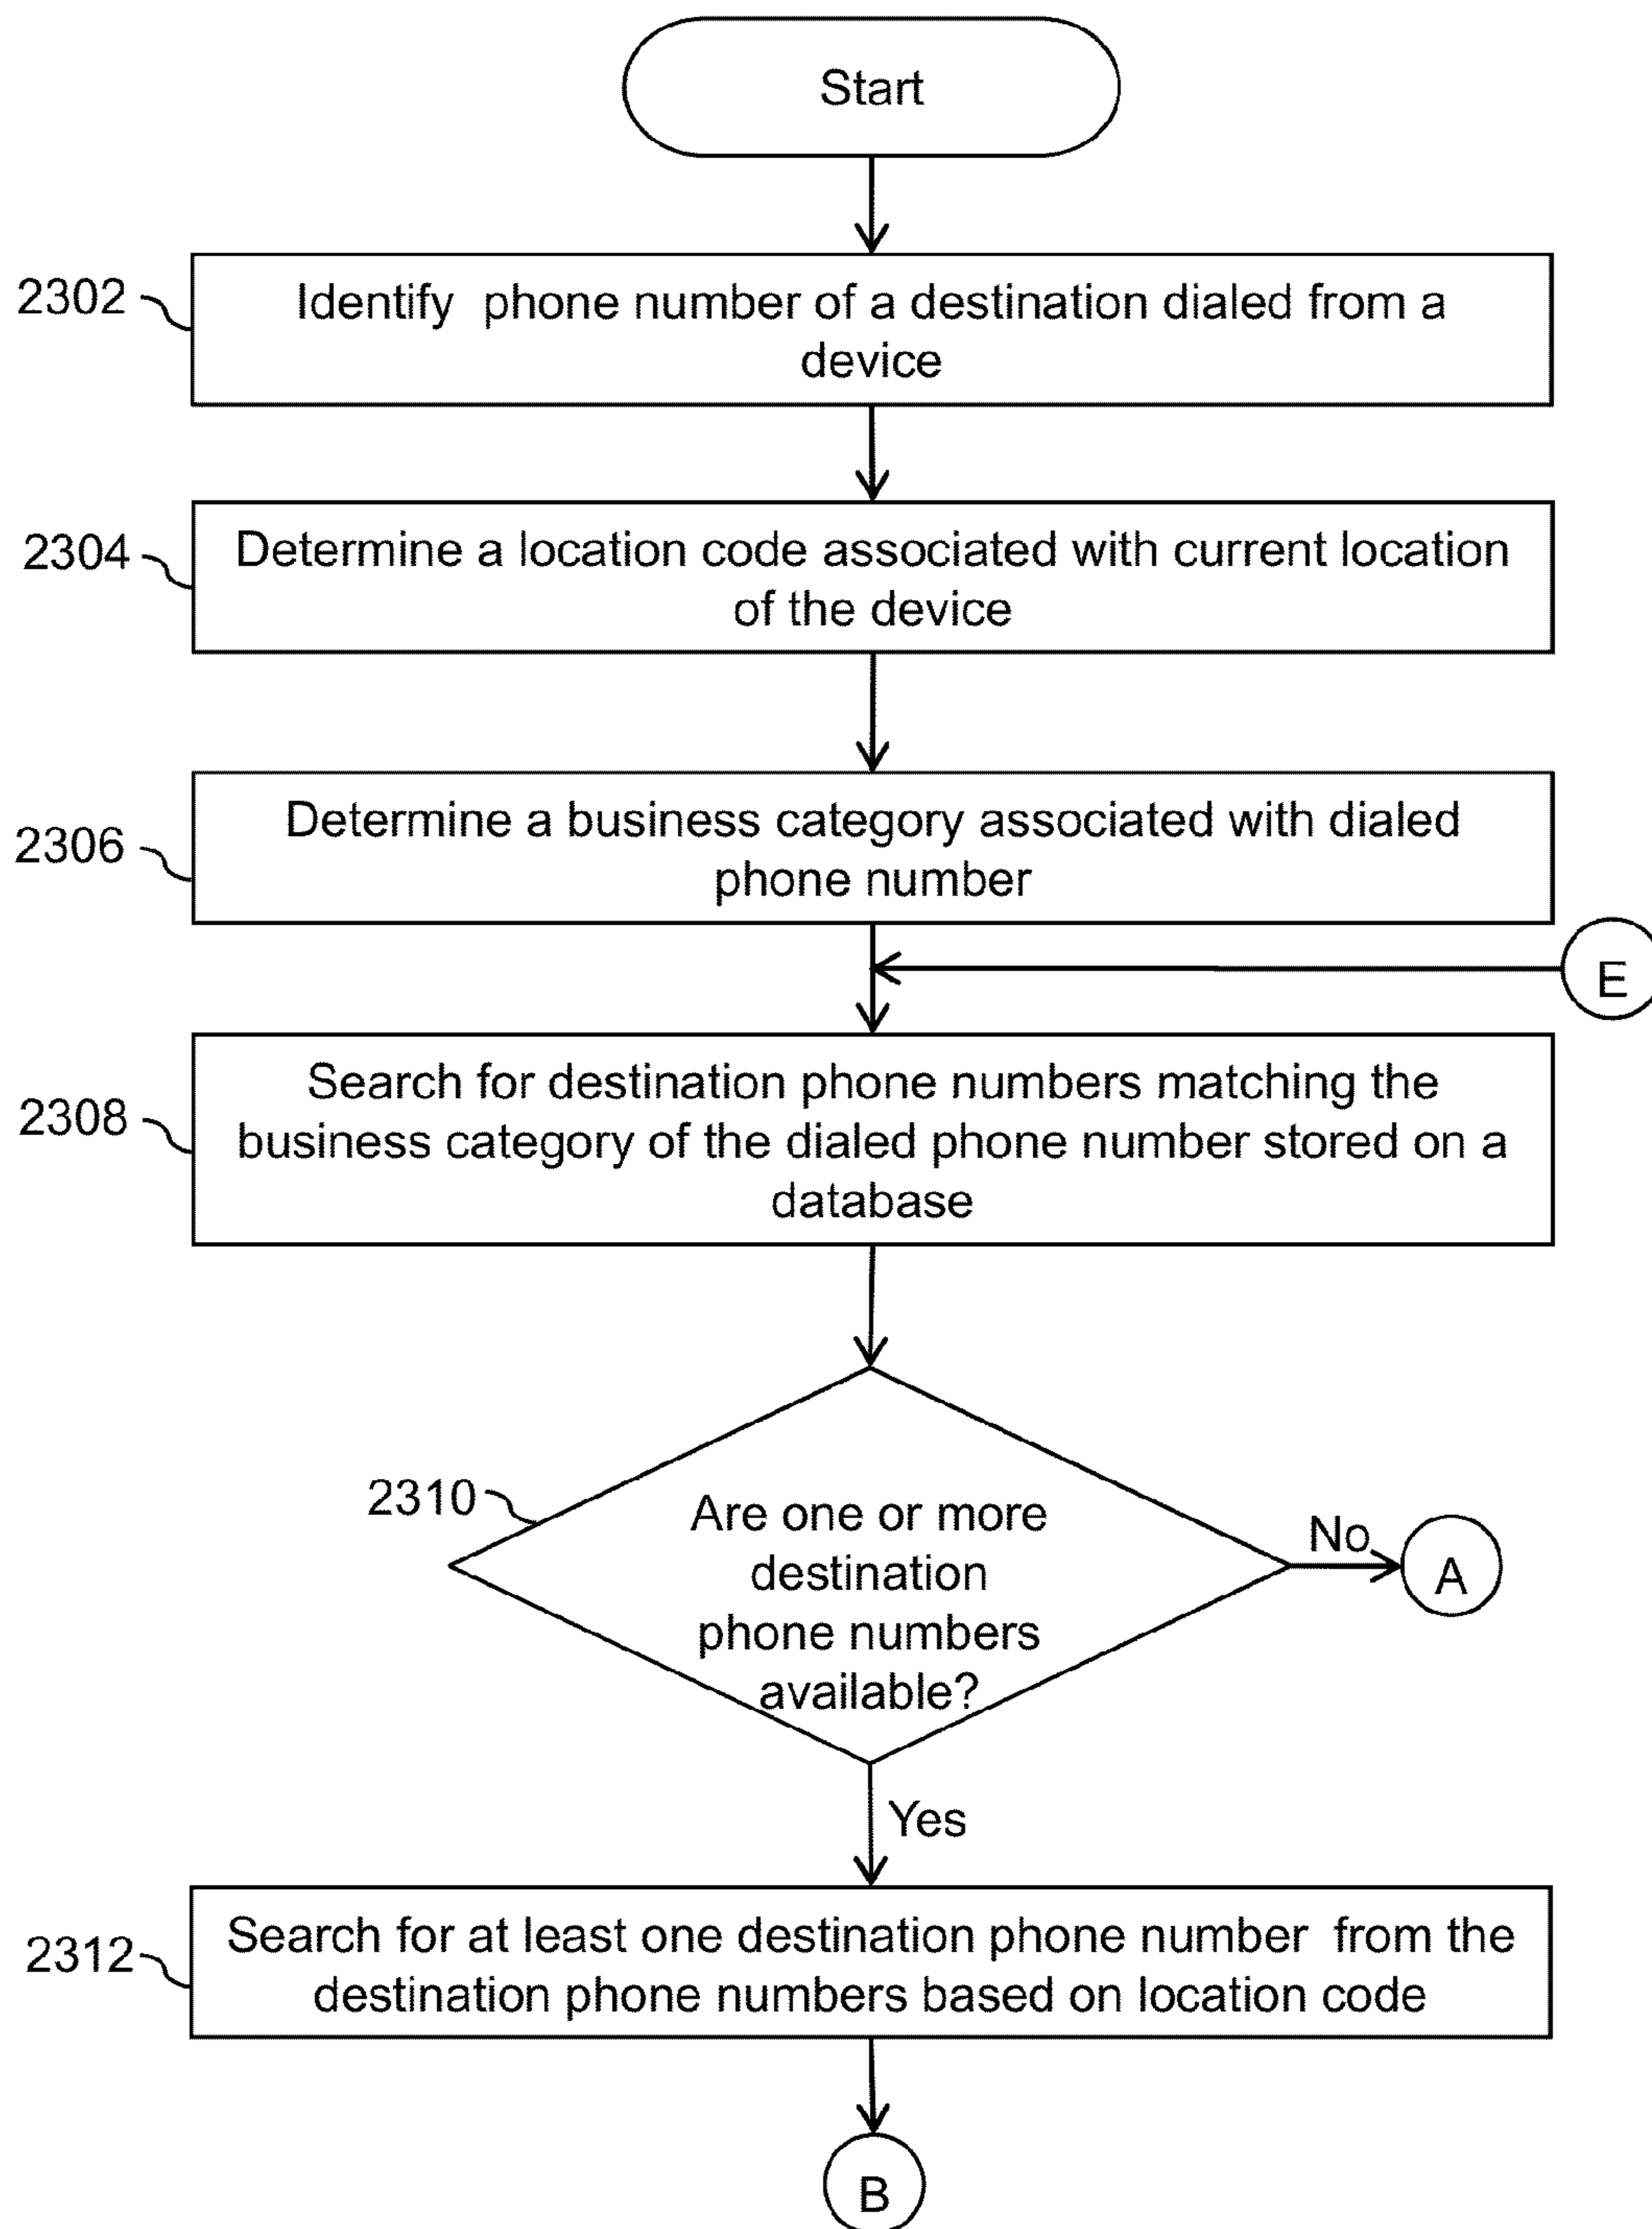 Start
2302
Identify phone number of a destination dialed from a
device
2304
Determine a location code associated with current location
of the device
2306
Determine a business category associated with dialed
phone number
E
2308
Search for destination phone numbers matching the
business category of the dialed phone number stored on a
database
2310
Are one or more
destination
phone numbers
available?
No
A
Yes
2312
Search for at least one destination phone number from the
destination phone numbers based on location code
B